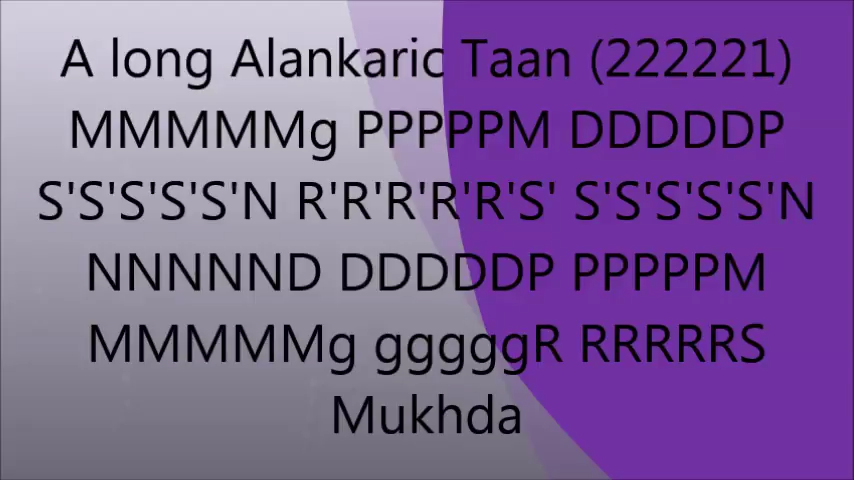 A long Alankaric Taan (222221)
MMMMMg PPPPPM DDDDDP
S'S'S'S'S'N R'R'R'R'R'S' S'S'S'S'S'N
NNNNND DDDDDP PPPPPM
MMMMMg gggggR RRRRRS
Mukhda